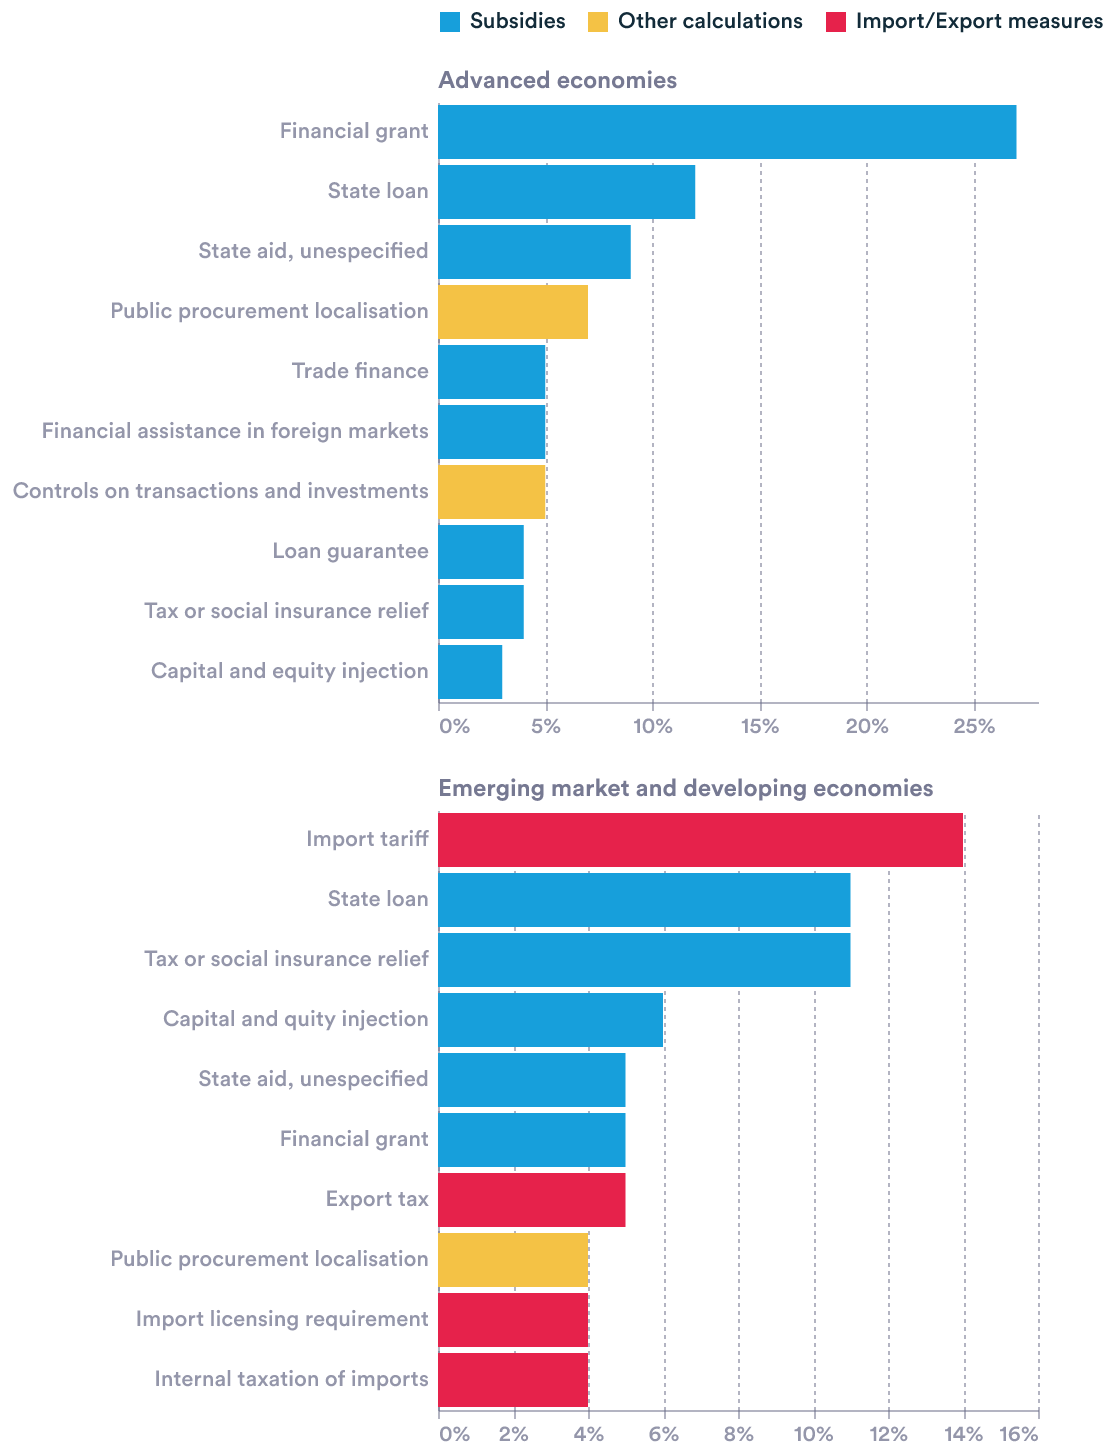 Subsidies Other calculations Import/Export measures
Advanced economies
Financial grant
State loan
State aid, unspecified
Public procurement localisation
Trade finance
Financial assistance in foreign markets
Controls on transactions and investments
Loan guarantee
Tax or social insurance relief
Capital and equity injection
0% 5% 10% 15% 20% 25%
Emerging market and developing economies
Import tariff
State loan
Tax or social insurance relief
Capital and quity injection
State aid, unespecified
Financial grant
Export tax
Public procurement localisation
Import licensing requirement
Internal taxation of imports
0% 2% 4% 6% 8% 10% 12% 14% 16%